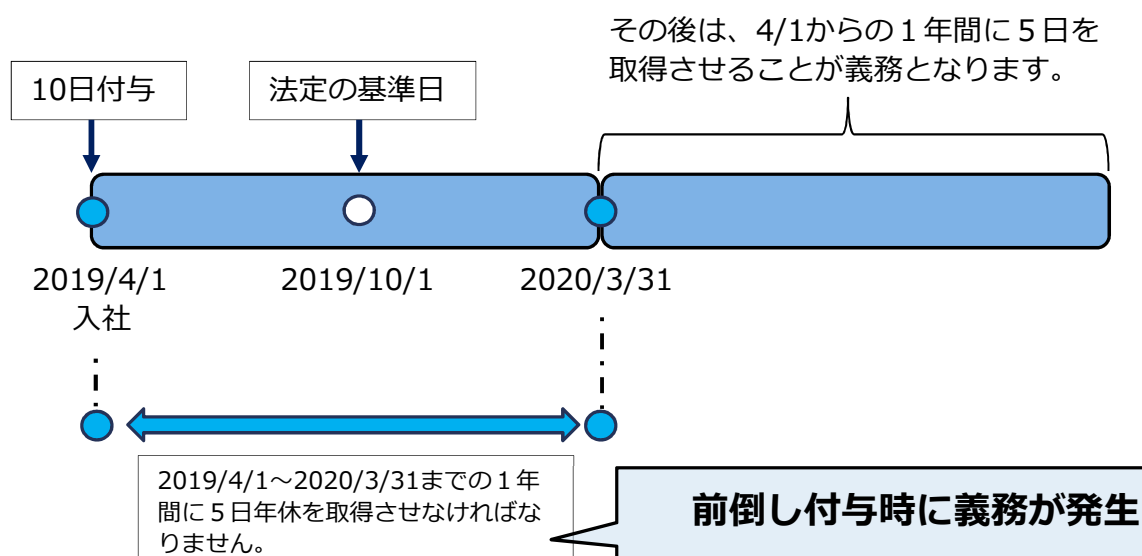 その後は、4/1からの１年間に５日を
取得させることが義務となります。
10日付与
法定の基準日
2019/4/1
入社
2019/10/1
2020/3/31
2019/4/1～2020/3/31までの１年
間に５日年休を取得させなければな
りません。
前倒し付与時に義務が発生